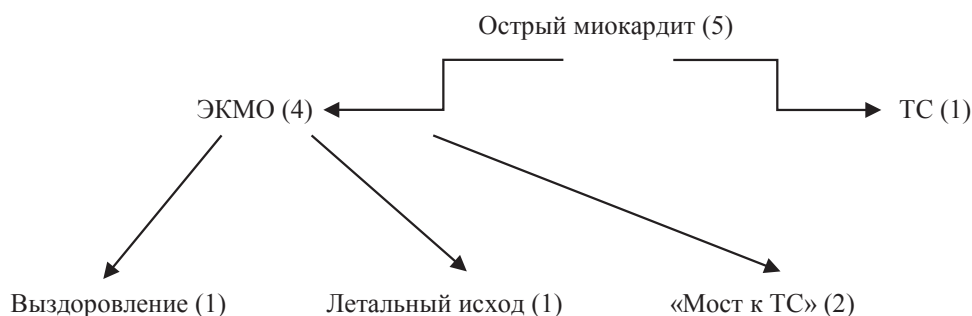 Острый миокардит (5)
ЭКМО (4)
ТС (1)
Выздоровление (1)
Летальный исход (1)
«Мост к ТС» (2)